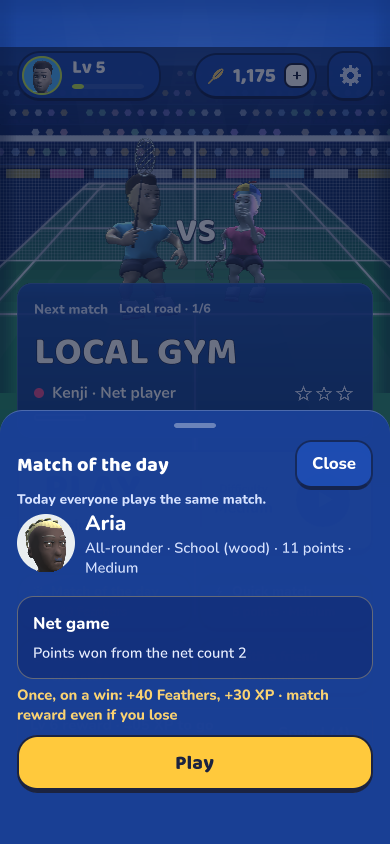 Lv 5
1,175
+
VS
Next match Local road · 1/6
LOCAL GYM
Kenji · Net player
Match of the day
Close
Today everyone plays the same match.
Aria
All-rounder · School (wood) · 11 points ·
Medium
Net game
Points won from the net count 2
Once, on a win: +40 Feathers, +30 XP · match
reward even if you lose
Play